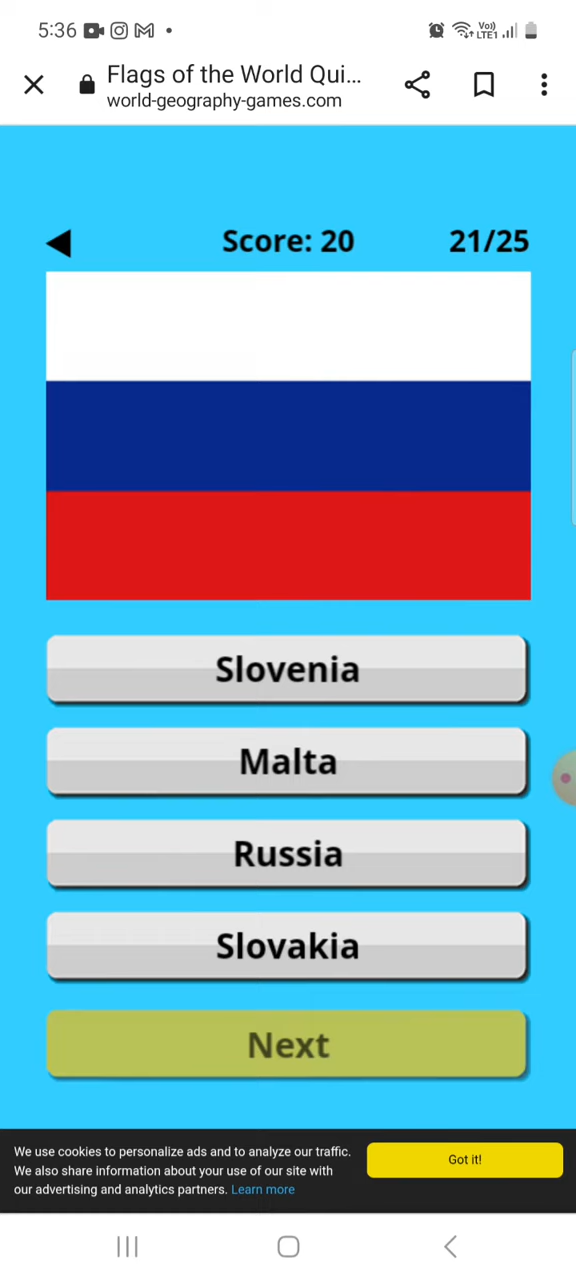 5:36 Vo) LTE1
Flags of the World Qui...
world-geography-games.com
Score: 20 21/25
Slovenia
Malta
Russia
Slovakia
Next
We use cookies to personalize ads and to analyze our traffic.
We also share information about your use of our site with
our advertising and analytics partners. Learn more
Got it!